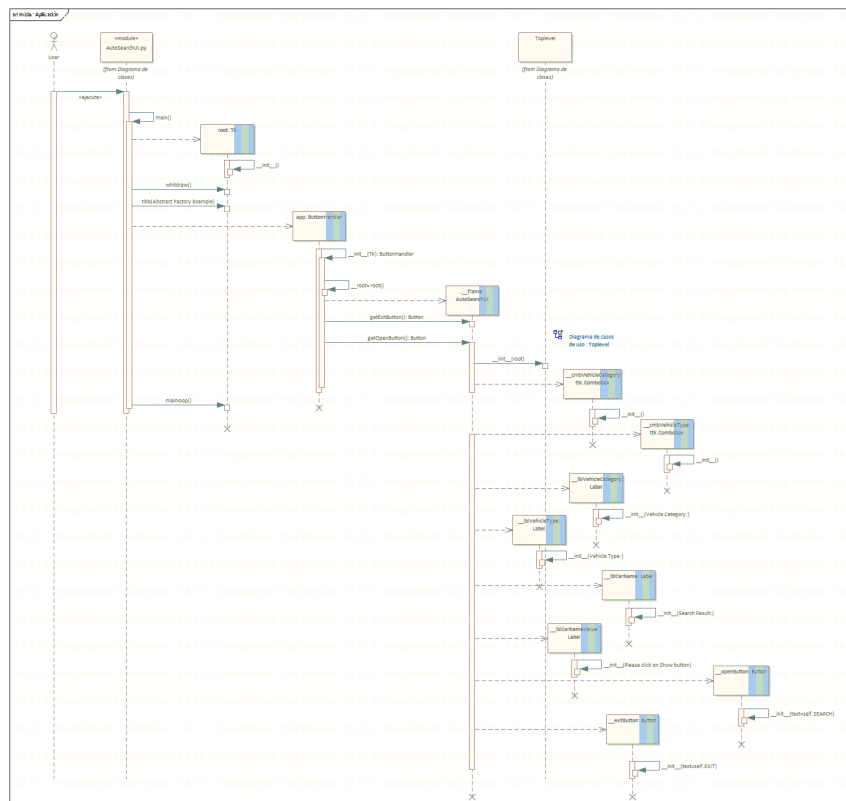 sd Inicia : Aplicación
User
«module»
AutoSearchUI.py
(from Diagrama de
clases)
Toplevel
(from Diagrama de
clases)
«ejecuta»
main()
root: Tk
__init__()
whitdraw()
title(Abstract Factory Example)
app: ButtonHandler
__init__(Tk): ButtonHandler
__root= root()
__frame:
AutoSearchUI
getExitButton(): Button
getOpenButton(): Button
Diagrama de casos
de uso : Toplevel
__init__(root)
__cmbVehicleCategory:
ttk.Combobox
mainloop()
__init__()
__cmbVehicleType:
ttk.Combobox
__init__()
__lblVehicleCategory:
Label
__init__(Vehicle Category:)
__lblVehicleType:
Label
__init__(Vehicle Type:)
__lblCarName: Label
__init__(Search Result:)
__lblCarNameValue:
Label
__init__(Please click on Show button)
__openButton: Button
__init__(text=self.SEARCH)
__exitButton: Button
__init__(text=self.EXIT)